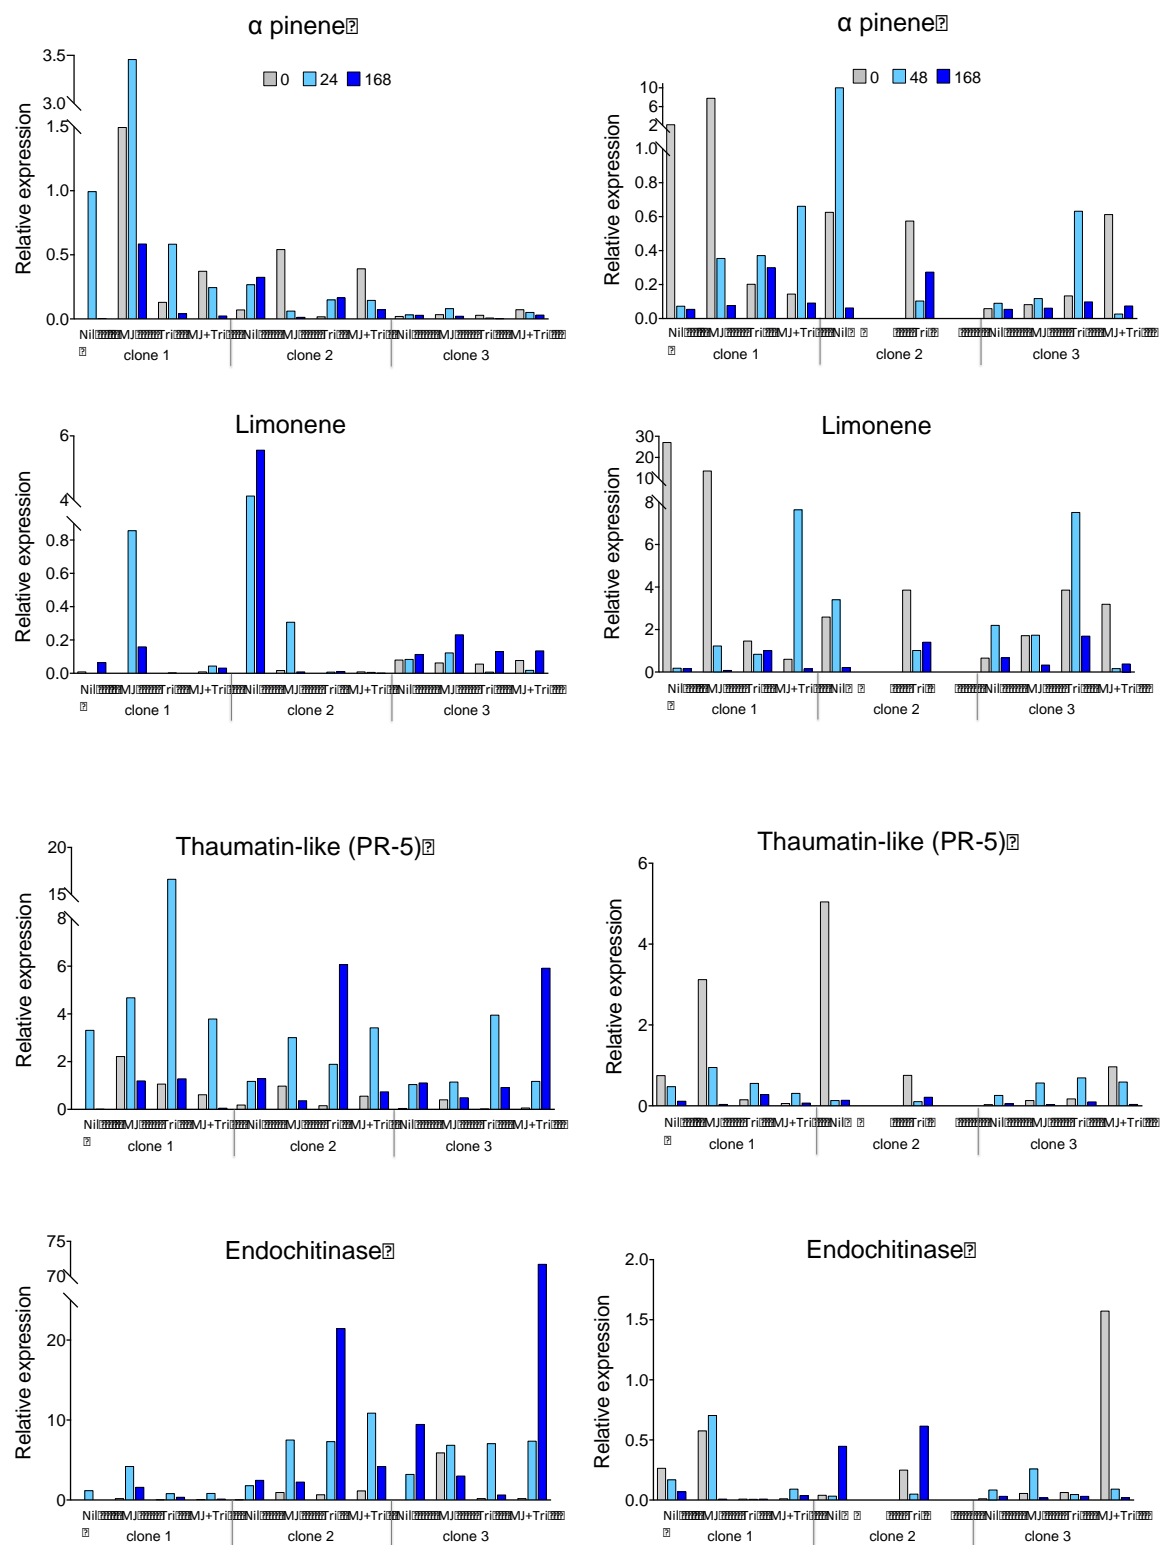 α pinene
3.5
0 24 168
3.0
1.5
1.0
0.5
0.0
Relative expression
Nil MJ Tri MJ+Tri Nil MJ Tri MJ+Tri Nil MJ Tri MJ+Tri
clone 1 clone 2 clone 3
α pinene
0 48 168
10
6
2
1.0
0.8
0.6
0.4
0.2
0.0
Relative expression
Nil MJ Tri MJ+Tri Nil Tri Nil MJ Tri MJ+Tri
clone 1 clone 2 clone 3
Limonene
6
4
0.8
0.6
0.4
0.2
0.0
Relative expression
Nil MJ Tri MJ+Tri Nil MJ Tri MJ+Tri Nil MJ Tri MJ+Tri
clone 1 clone 2 clone 3
Limonene
30
20
10
8
6
4
2
0
Relative expression
Nil MJ Tri MJ+Tri Nil Tri Nil MJ Tri MJ+Tri
clone 1 clone 2 clone 3
Thaumatin-like (PR-5)
20
15
8
6
4
2
0
Relative expression
Nil MJ Tri MJ+Tri Nil MJ Tri MJ+Tri Nil MJ Tri MJ+Tri
clone 1 clone 2 clone 3
Thaumatin-like (PR-5)
6
4
2
0
Relative expression
Nil MJ Tri MJ+Tri Nil Tri Nil MJ Tri MJ+Tri
clone 1 clone 2 clone 3
Endochitinase
75
70
20
10
0
Relative expression
Nil MJ Tri MJ+Tri Nil MJ Tri MJ+Tri Nil MJ Tri MJ+Tri
clone 1 clone 2 clone 3
Endochitinase
2.0
1.5
1.0
0.5
0.0
Relative expression
Nil MJ Tri MJ+Tri Nil Tri Nil MJ Tri MJ+Tri
clone 1 clone 2 clone 3